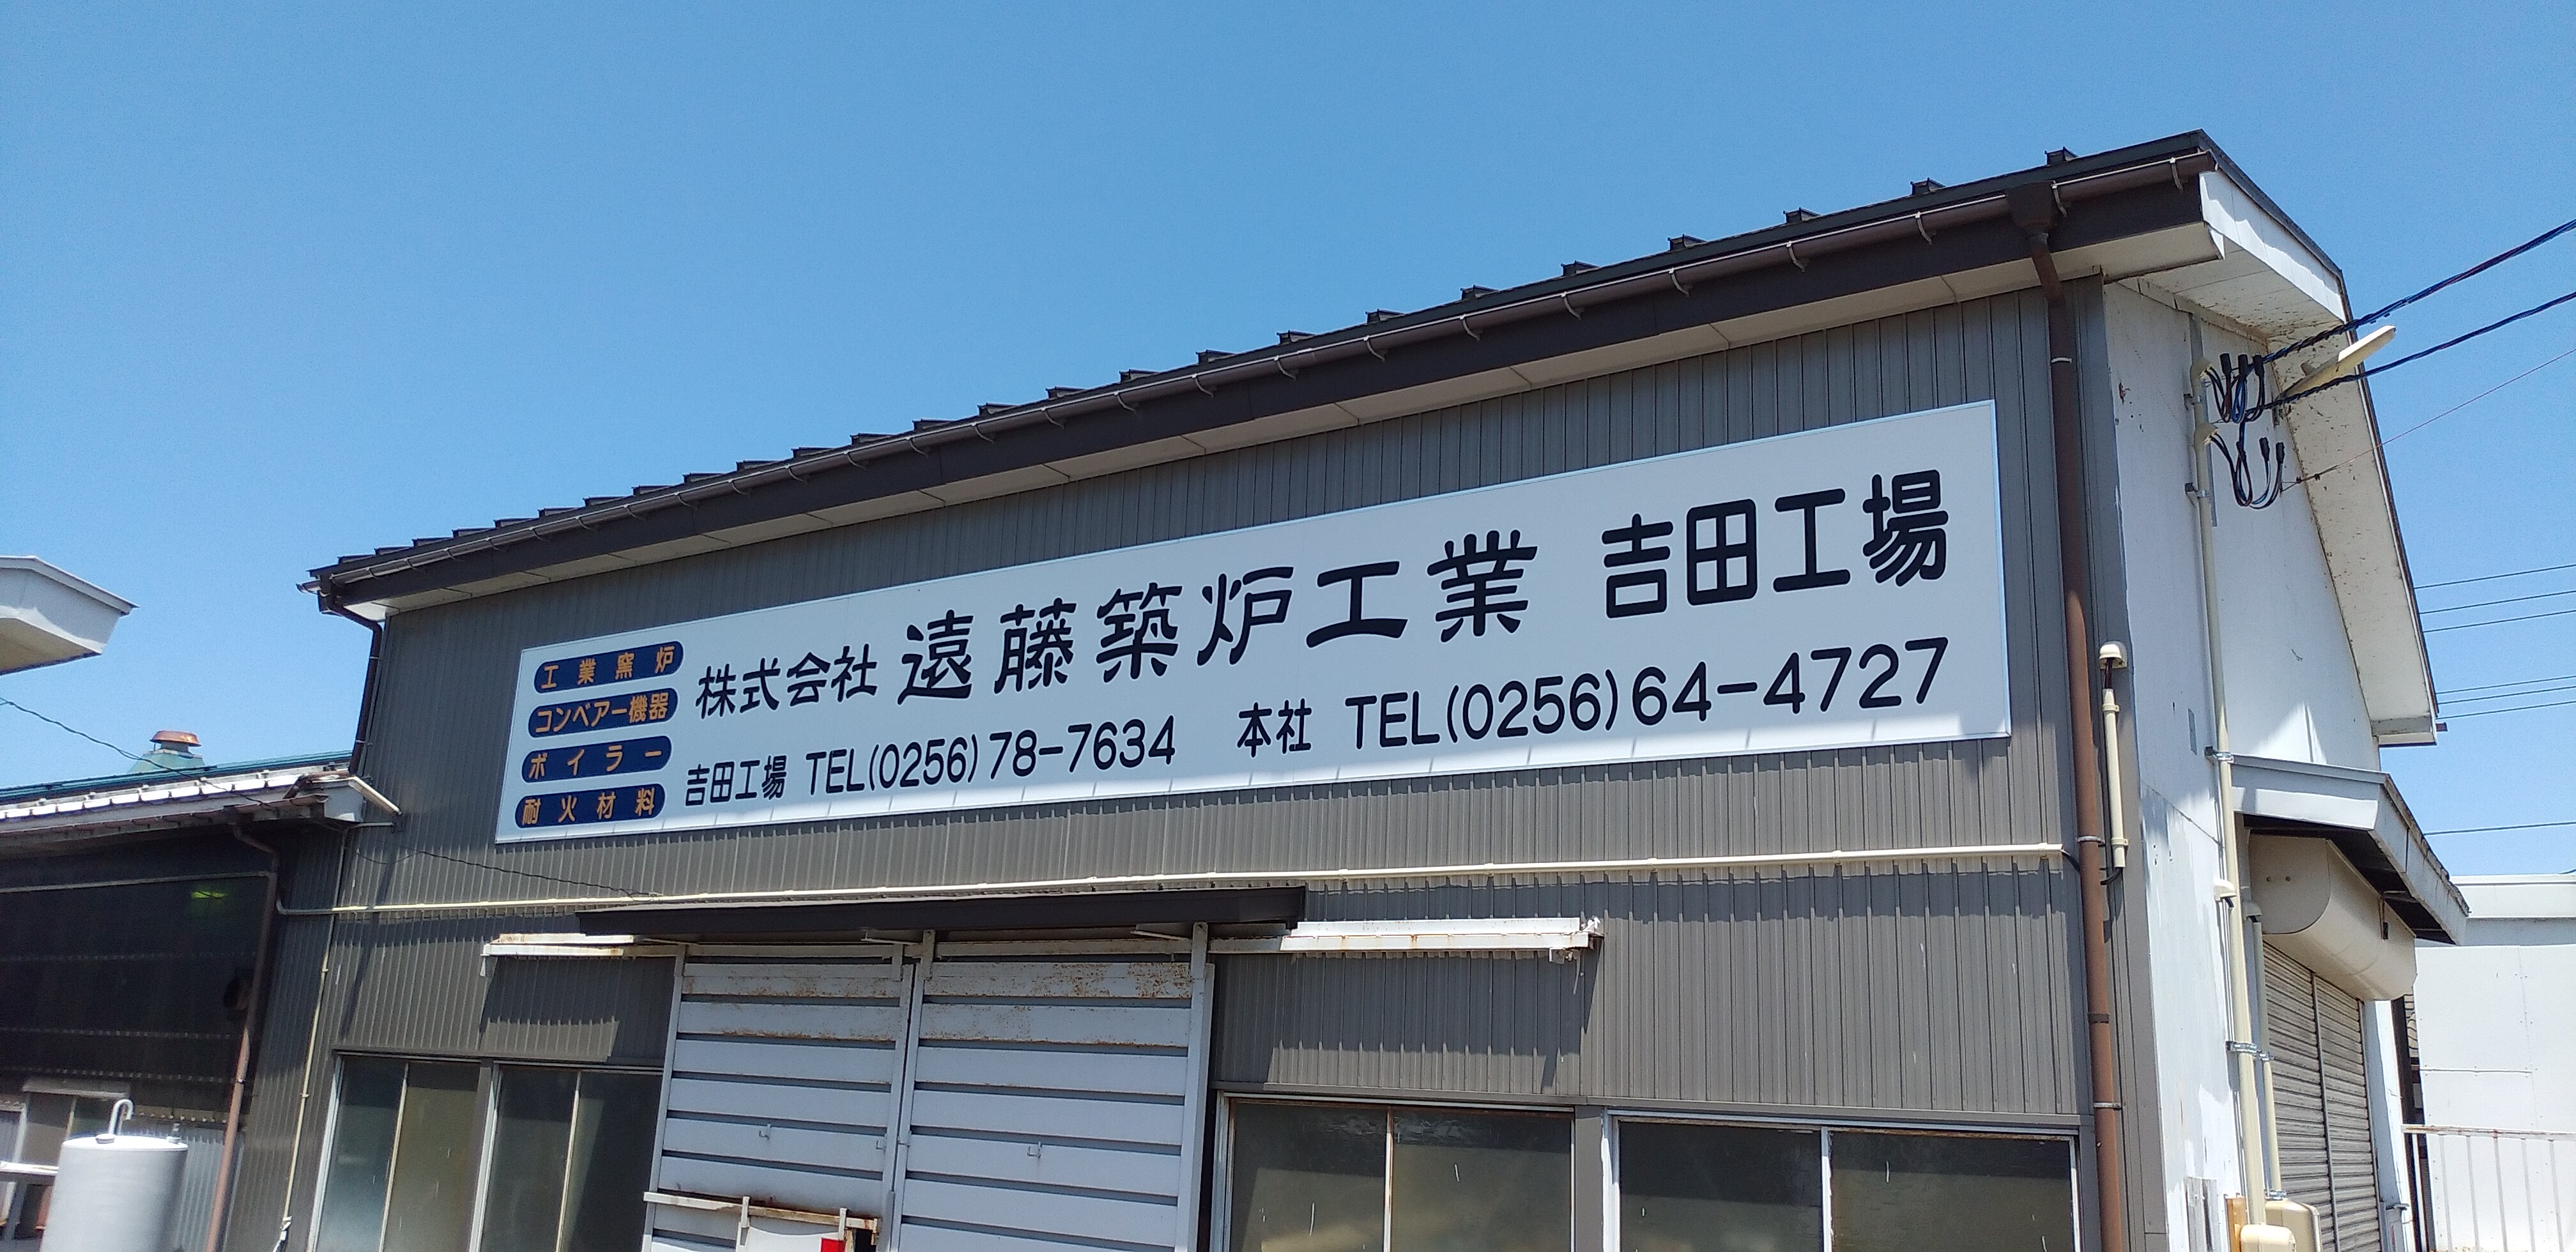 工業窯炉
コンベアー機器
ボイラー
耐火材料
株式会社 遠藤築炉工業 吉田工場
吉田工場 TEL(0256)78-7634 本社 TEL(0256)64-4727